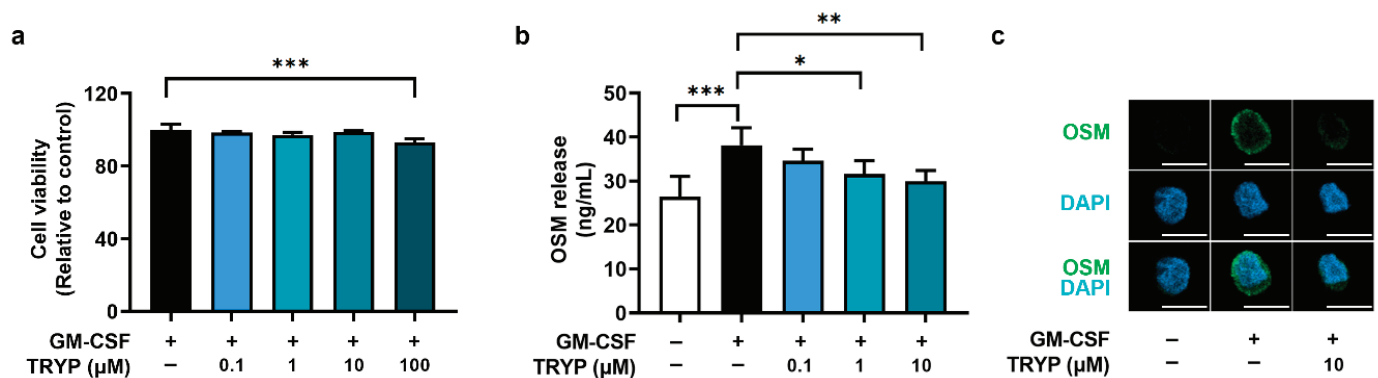 a
***
Cell viability
(Relative to control)
120
80
40
0
GM-CSF + + + + +
TRYP (μM) – 0.1 1 10 100
b
**
*
***
OSM release
(ng/mL)
50
40
30
20
10
0
GM-CSF – + + + +
TRYP (μM) – – 0.1 1 10
c
OSM
DAPI
OSM
DAPI
GM-CSF – + +
TRYP (μM) – – 10